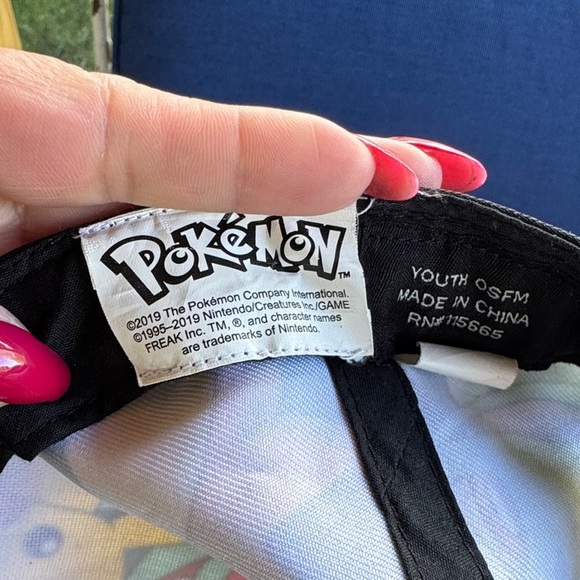 POKéMON™
©2019 The Pokémon Company International.
©1995–2019 Nintendo/Creatures Inc./GAME
FREAK Inc. TM, ®, and character names
are trademarks of Nintendo.
YOUTH OSFM
MADE IN CHINA
RN# 115665